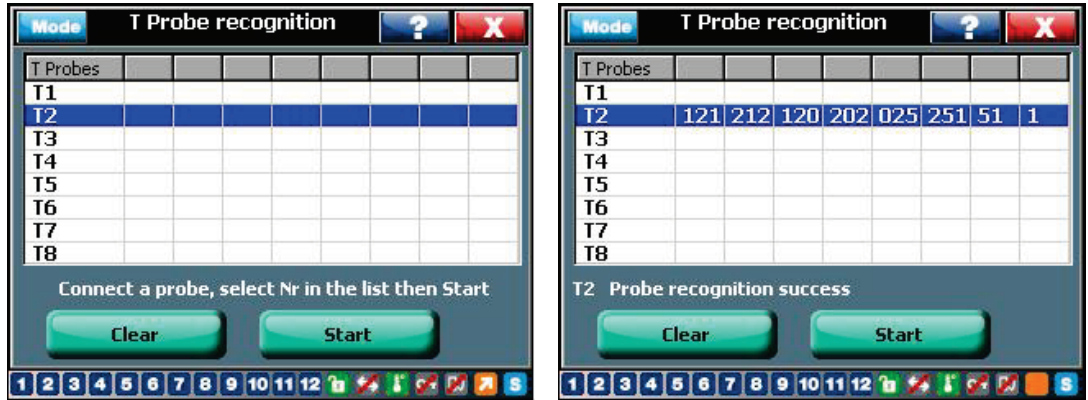 Mode T Probe recognition ? X
T Probes
T1
T2
T3
T4
T5
T6
T7
T8
Connect a probe, select Nr in the list then Start
Clear Start
1 2 3 4 5 6 7 8 9 10 11 12 S
Mode T Probe recognition ? X
T Probes
T1
T2 121 212 120 202 025 251 51 1
T3
T4
T5
T6
T7
T8
T2 Probe recognition success
Clear Start
1 2 3 4 5 6 7 8 9 10 11 12 S